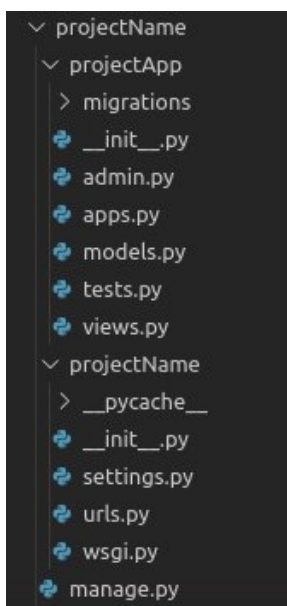 projectName
projectApp
migrations
__init__.py
admin.py
apps.py
models.py
tests.py
views.py
projectName
__pycache__
__init__.py
settings.py
urls.py
wsgi.py
manage.py